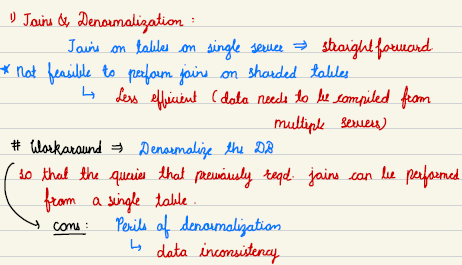 1) Joins & Denormalization :
Joins on tables on single server ⇒ straightforward
* Not feasible to perform joins on sharded tables
↳ Less efficient (data needs to be compiled from
multiple servers)
# Workaround ⇒ Denormalize the DB
so that the queries that previously reqd. joins can be performed
from a single table.
→ cons: Perils of denormalization
↳ data inconsistency